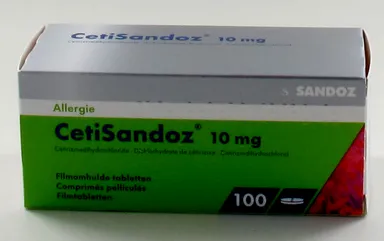 CetiSandoz® 10 mg
SANDOZ
Allergie
CetiSandoz® 10 mg
Filmomhulde tabletten
Comprimés pelliculés
Filmtabletten
100